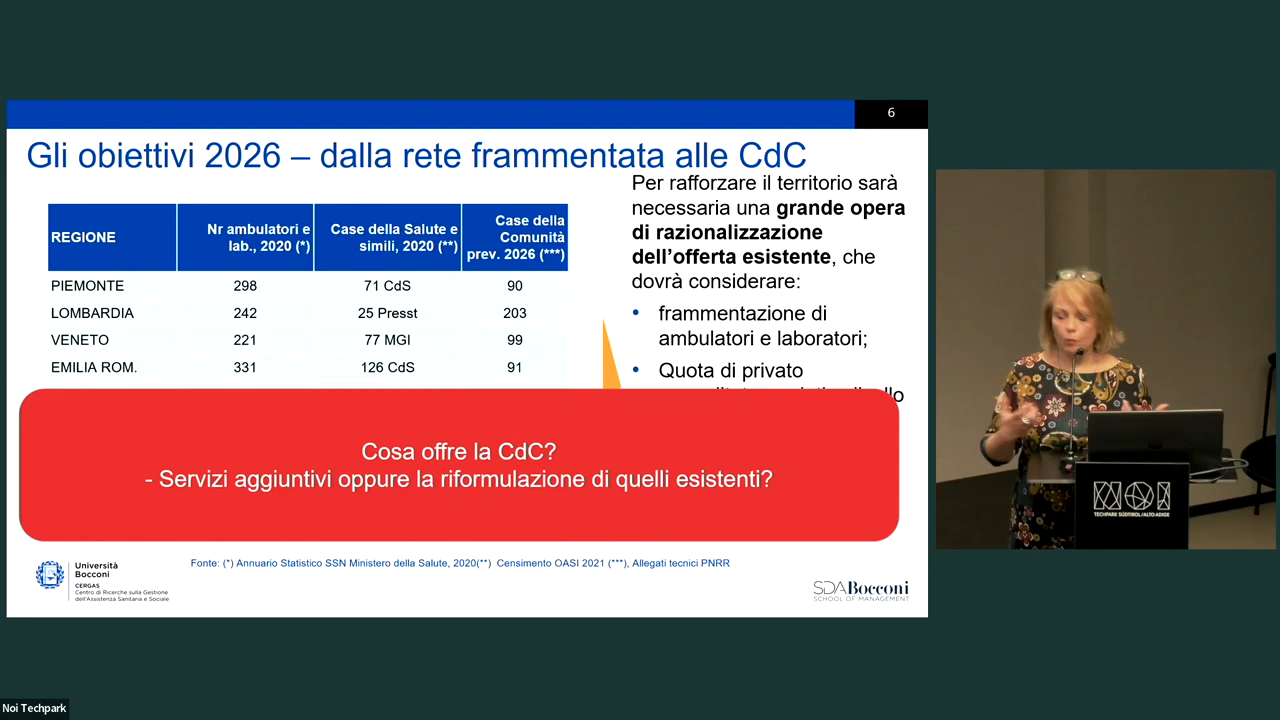 6
Gli obiettivi 2026 – dalla rete frammentata alle CdC
REGIONE
Nr ambulatori e
lab., 2020 (*)
Case della Salute e
simili, 2020 (**)
Case della
Comunità
prev. 2026 (***)
PIEMONTE 298 71 CdS 90
LOMBARDIA 242 25 Presst 203
VENETO 221 77 MGI 99
EMILIA ROM. 331 126 CdS 91
Per rafforzare il territorio sarà
necessaria una grande opera
di razionalizzazione
dell’offerta esistente, che
dovrà considerare:
• frammentazione di
ambulatori e laboratori;
• Quota di privato
Cosa offre la CdC?
- Servizi aggiuntivi oppure la riformulazione di quelli esistenti?
Fonte: (*) Annuario Statistico SSN Ministero della Salute, 2020(**) Censimento OASI 2021 (***), Allegati tecnici PNRR
Università
Bocconi
CERGAS
Centro di Ricerche sulla Gestione
dell'Assistenza Sanitaria e Sociale
SDA Bocconi
SCHOOL OF MANAGEMENT
NOI
TECHPARK SÜDTIROL/ALTO ADIGE
Noi Techpark